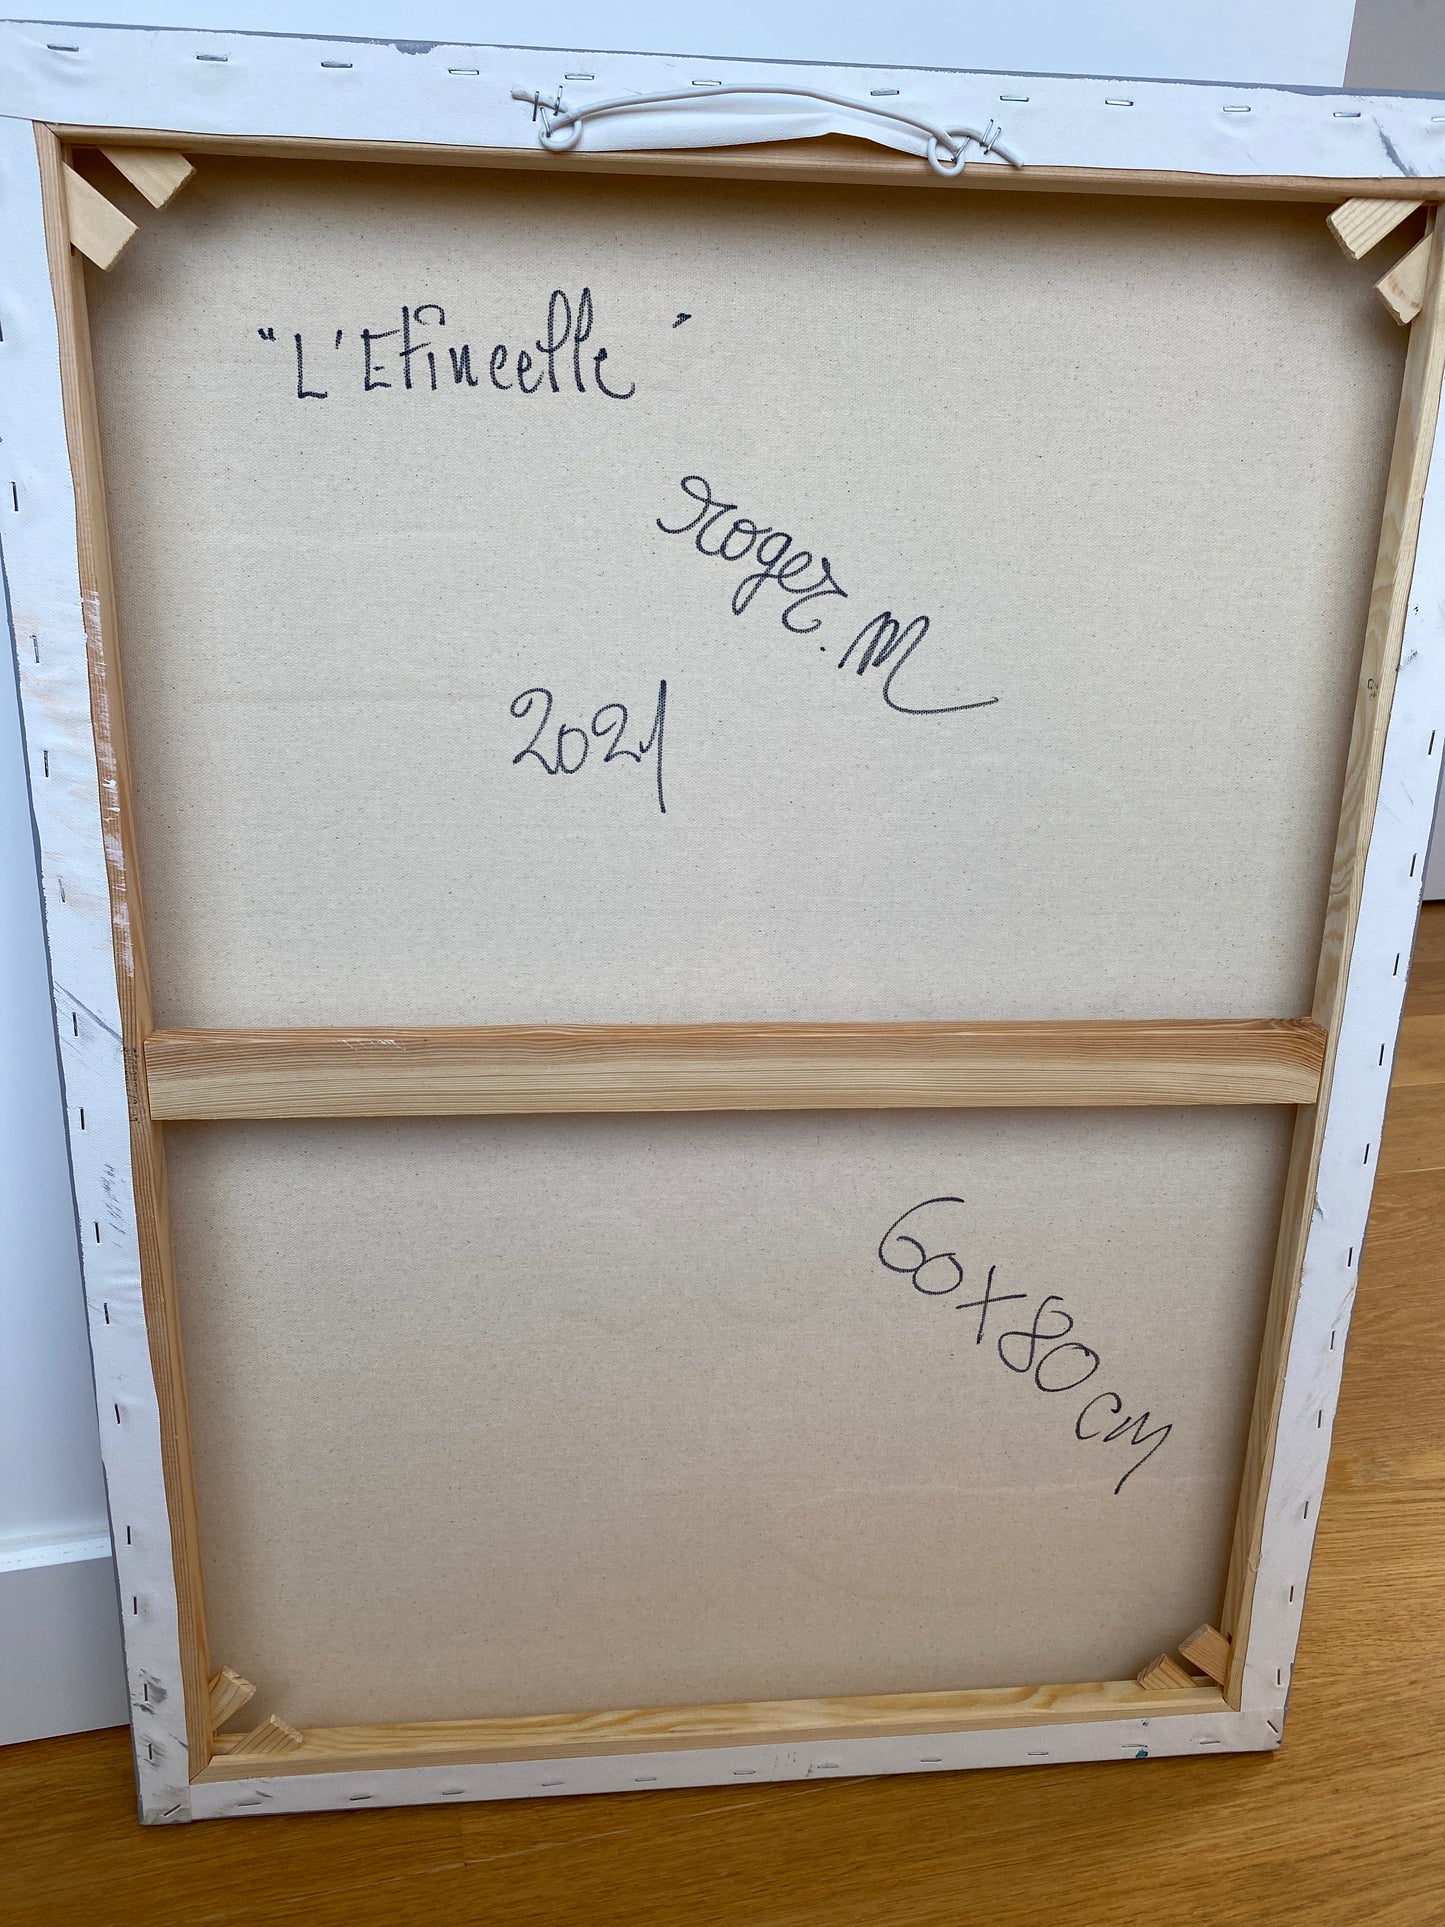 "L'Etincelle"
Roger. M
2021
60x80 cm